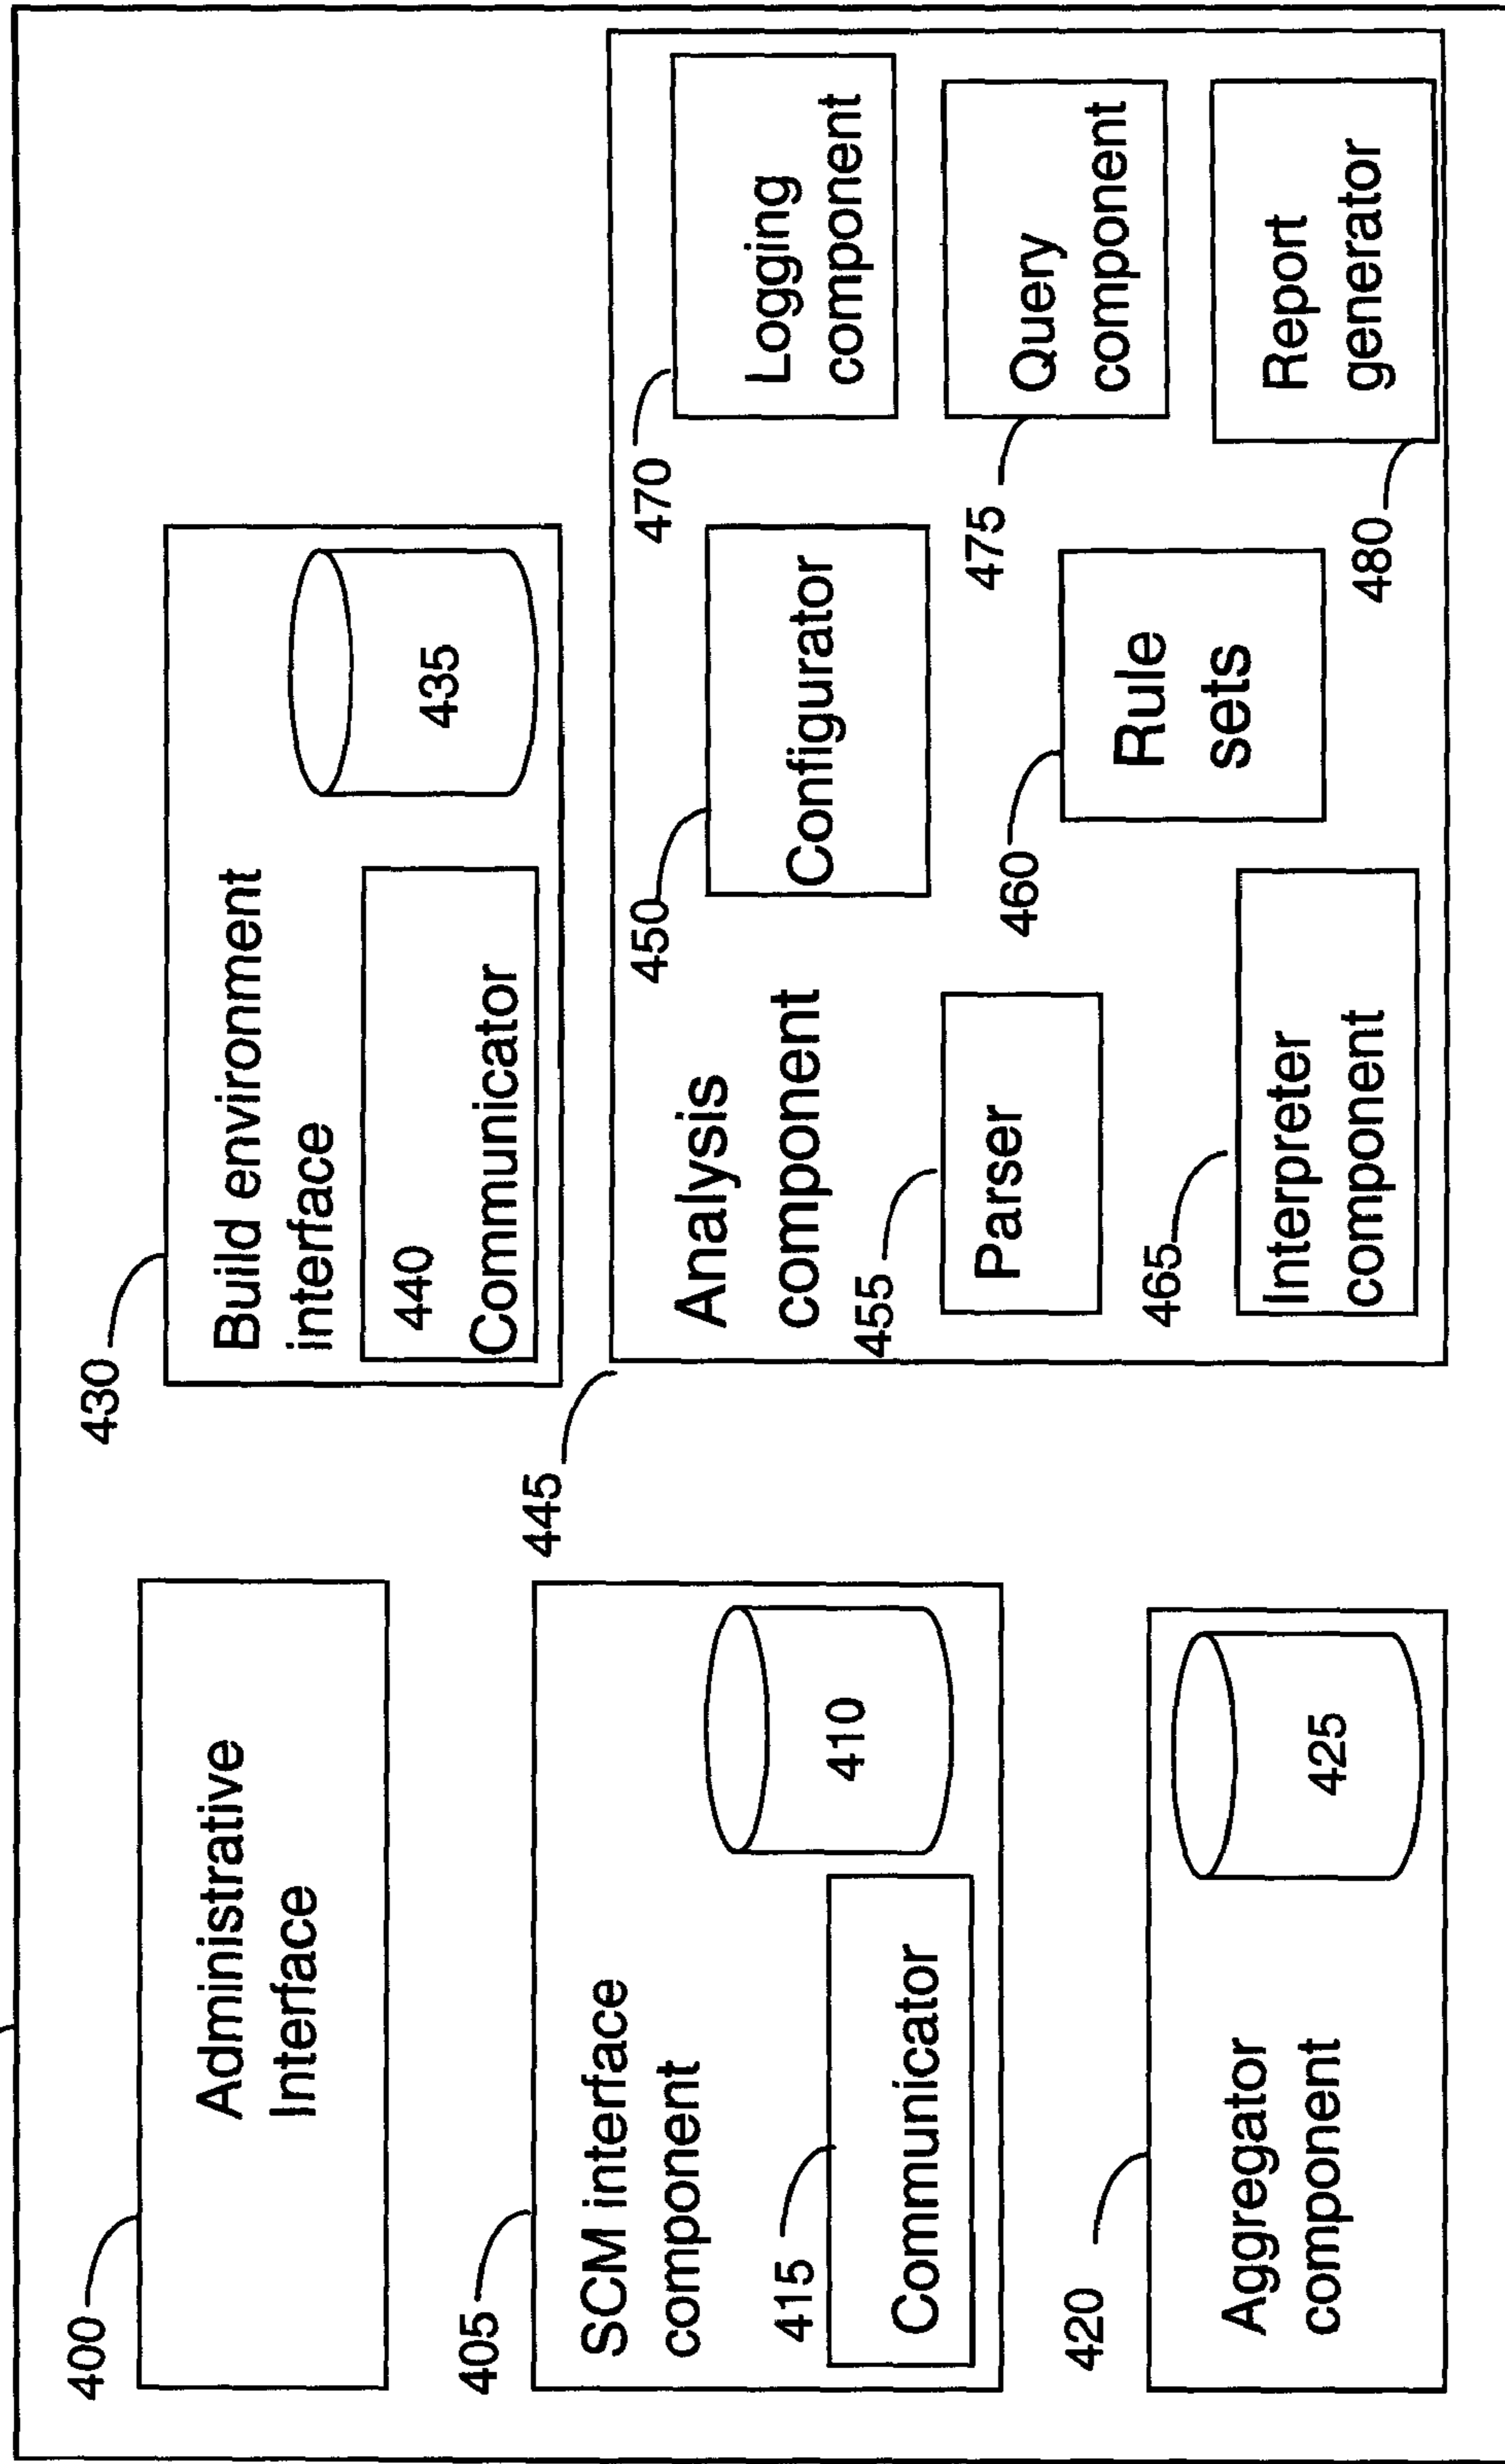 400
Administrative
Interface
405
SCM interface
component
410
415
Communicator
420
Aggregator
component
425
430
Build environment
interface
435
440
Communicator
445
Analysis
component
450
Configurator
455
Parser
460
Rule
sets
465
Interpreter
component
470
Logging
component
475
Query
component
480
Report
generator